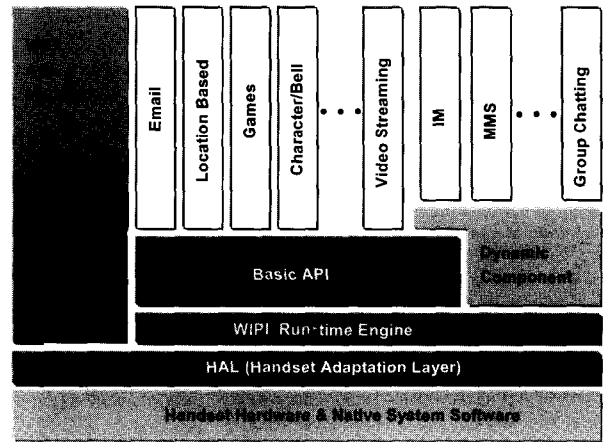 Email
Location Based
Games
Character/Bell
• • •
Video Streaming
IM
MMS
• • •
Group Chatting
Dynamic
Component
Basic API
WIPI Run-time Engine
HAL (Handset Adaptation Layer)
Handset Hardware & Native System Software